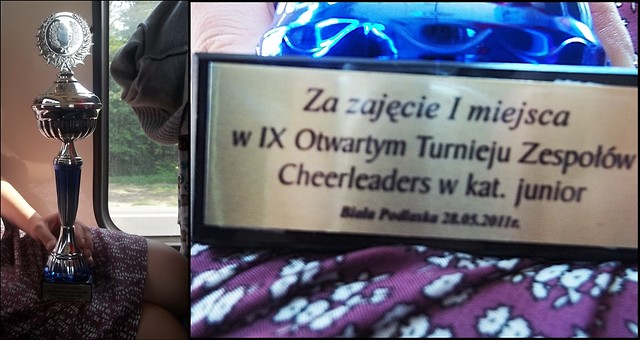 Za zajęcie I miejsca
w IX Otwartym Turnieju Zespołów
Cheerleaders w kat. junior
Biała Podlaska 28.05.2011r.